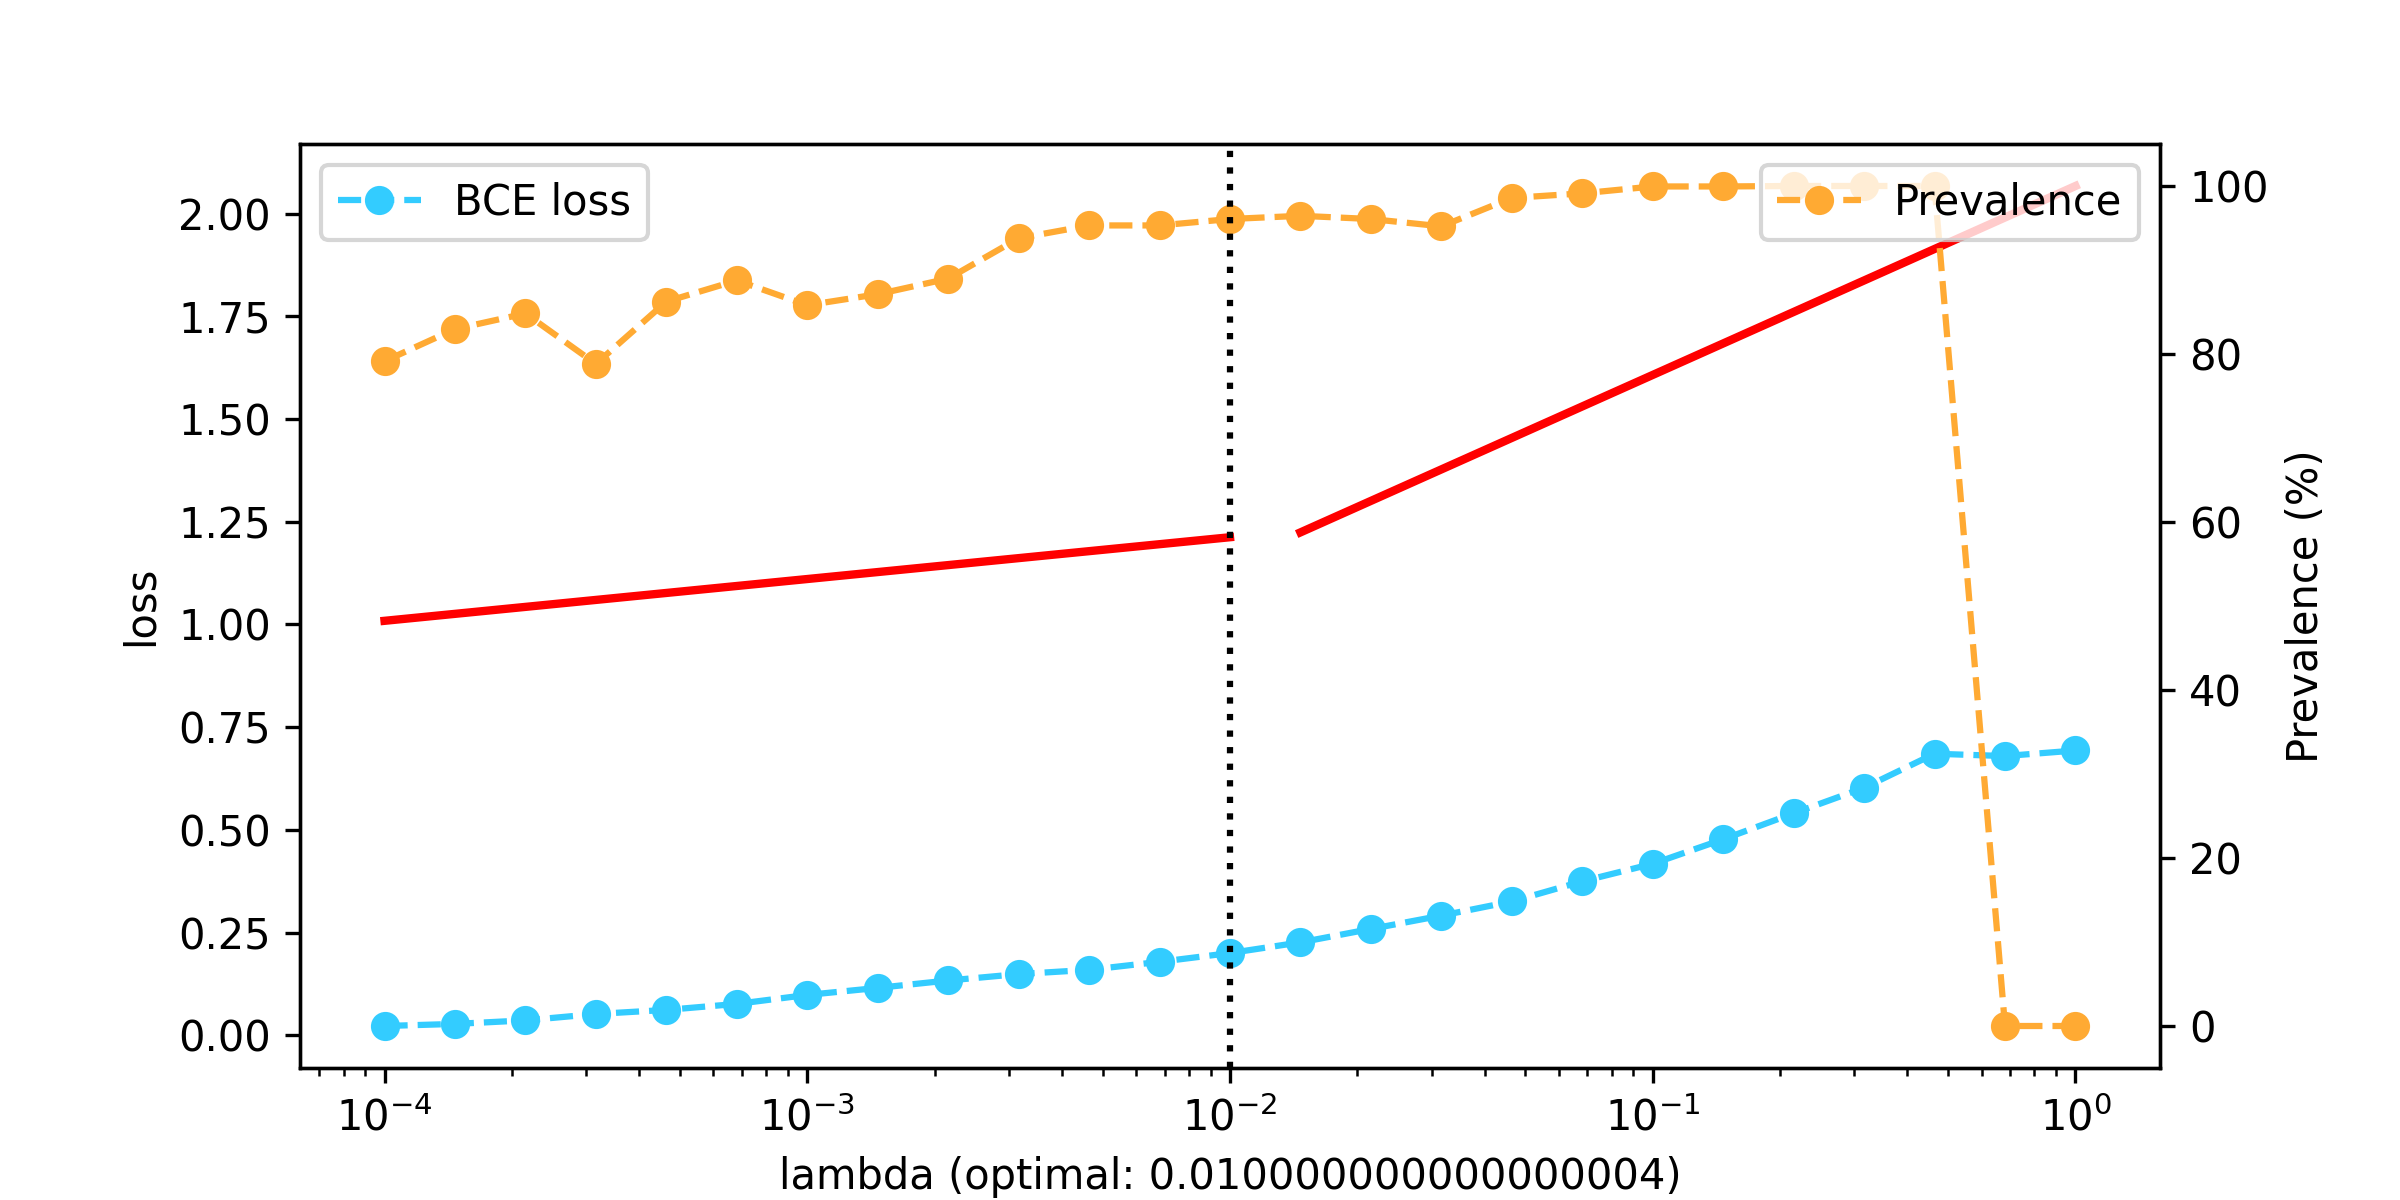 BCE loss
Prevalence
2.00
1.75
1.50
1.25
1.00
0.75
0.50
0.25
0.00
loss
100
80
60
40
20
0
Prevalence (%)
10⁻⁴ 10⁻³ 10⁻² 10⁻¹ 10⁰
lambda (optimal: 0.010000000000000004)